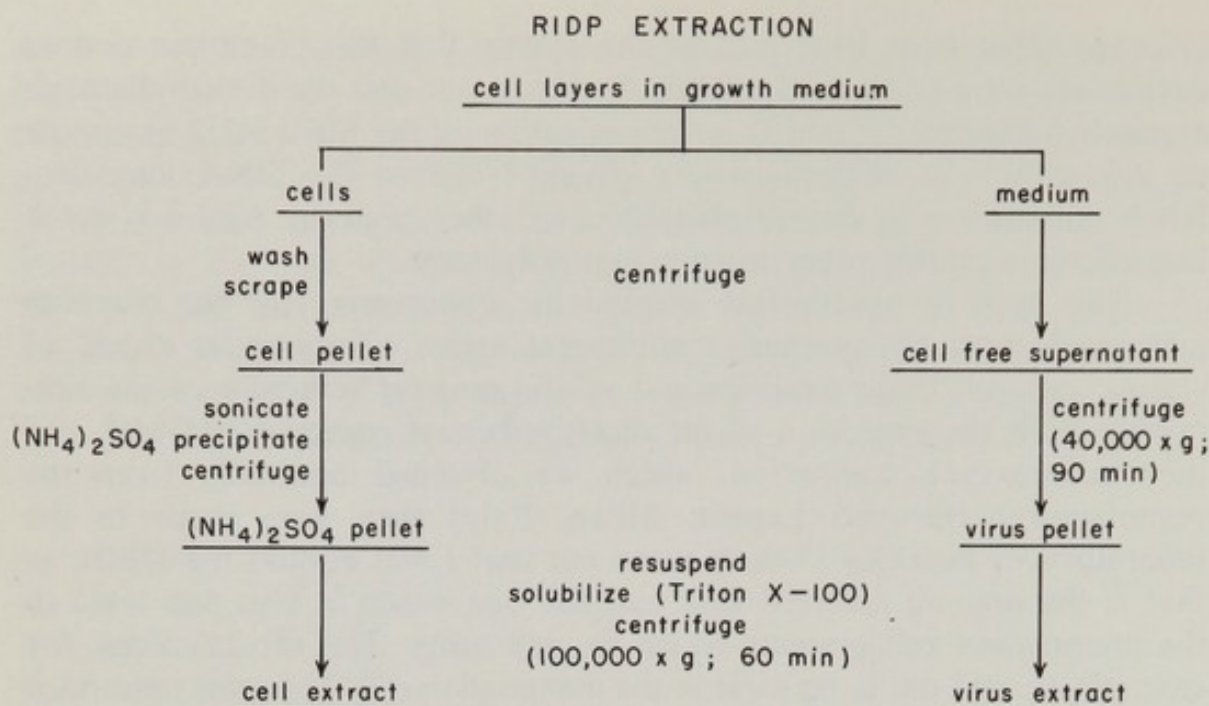 RIDP EXTRACTION
cell layers in growth medium
cells
medium
wash
scrape
centrifuge
cell pellet
cell free supernatant
sonicate
(NH4)2SO4 precipitate
centrifuge
centrifuge
(40,000 x g;
90 min)
(NH4)2SO4 pellet
virus pellet
resuspend
solubilize (Triton X-100)
centrifuge
(100,000 x g; 60 min)
cell extract
virus extract